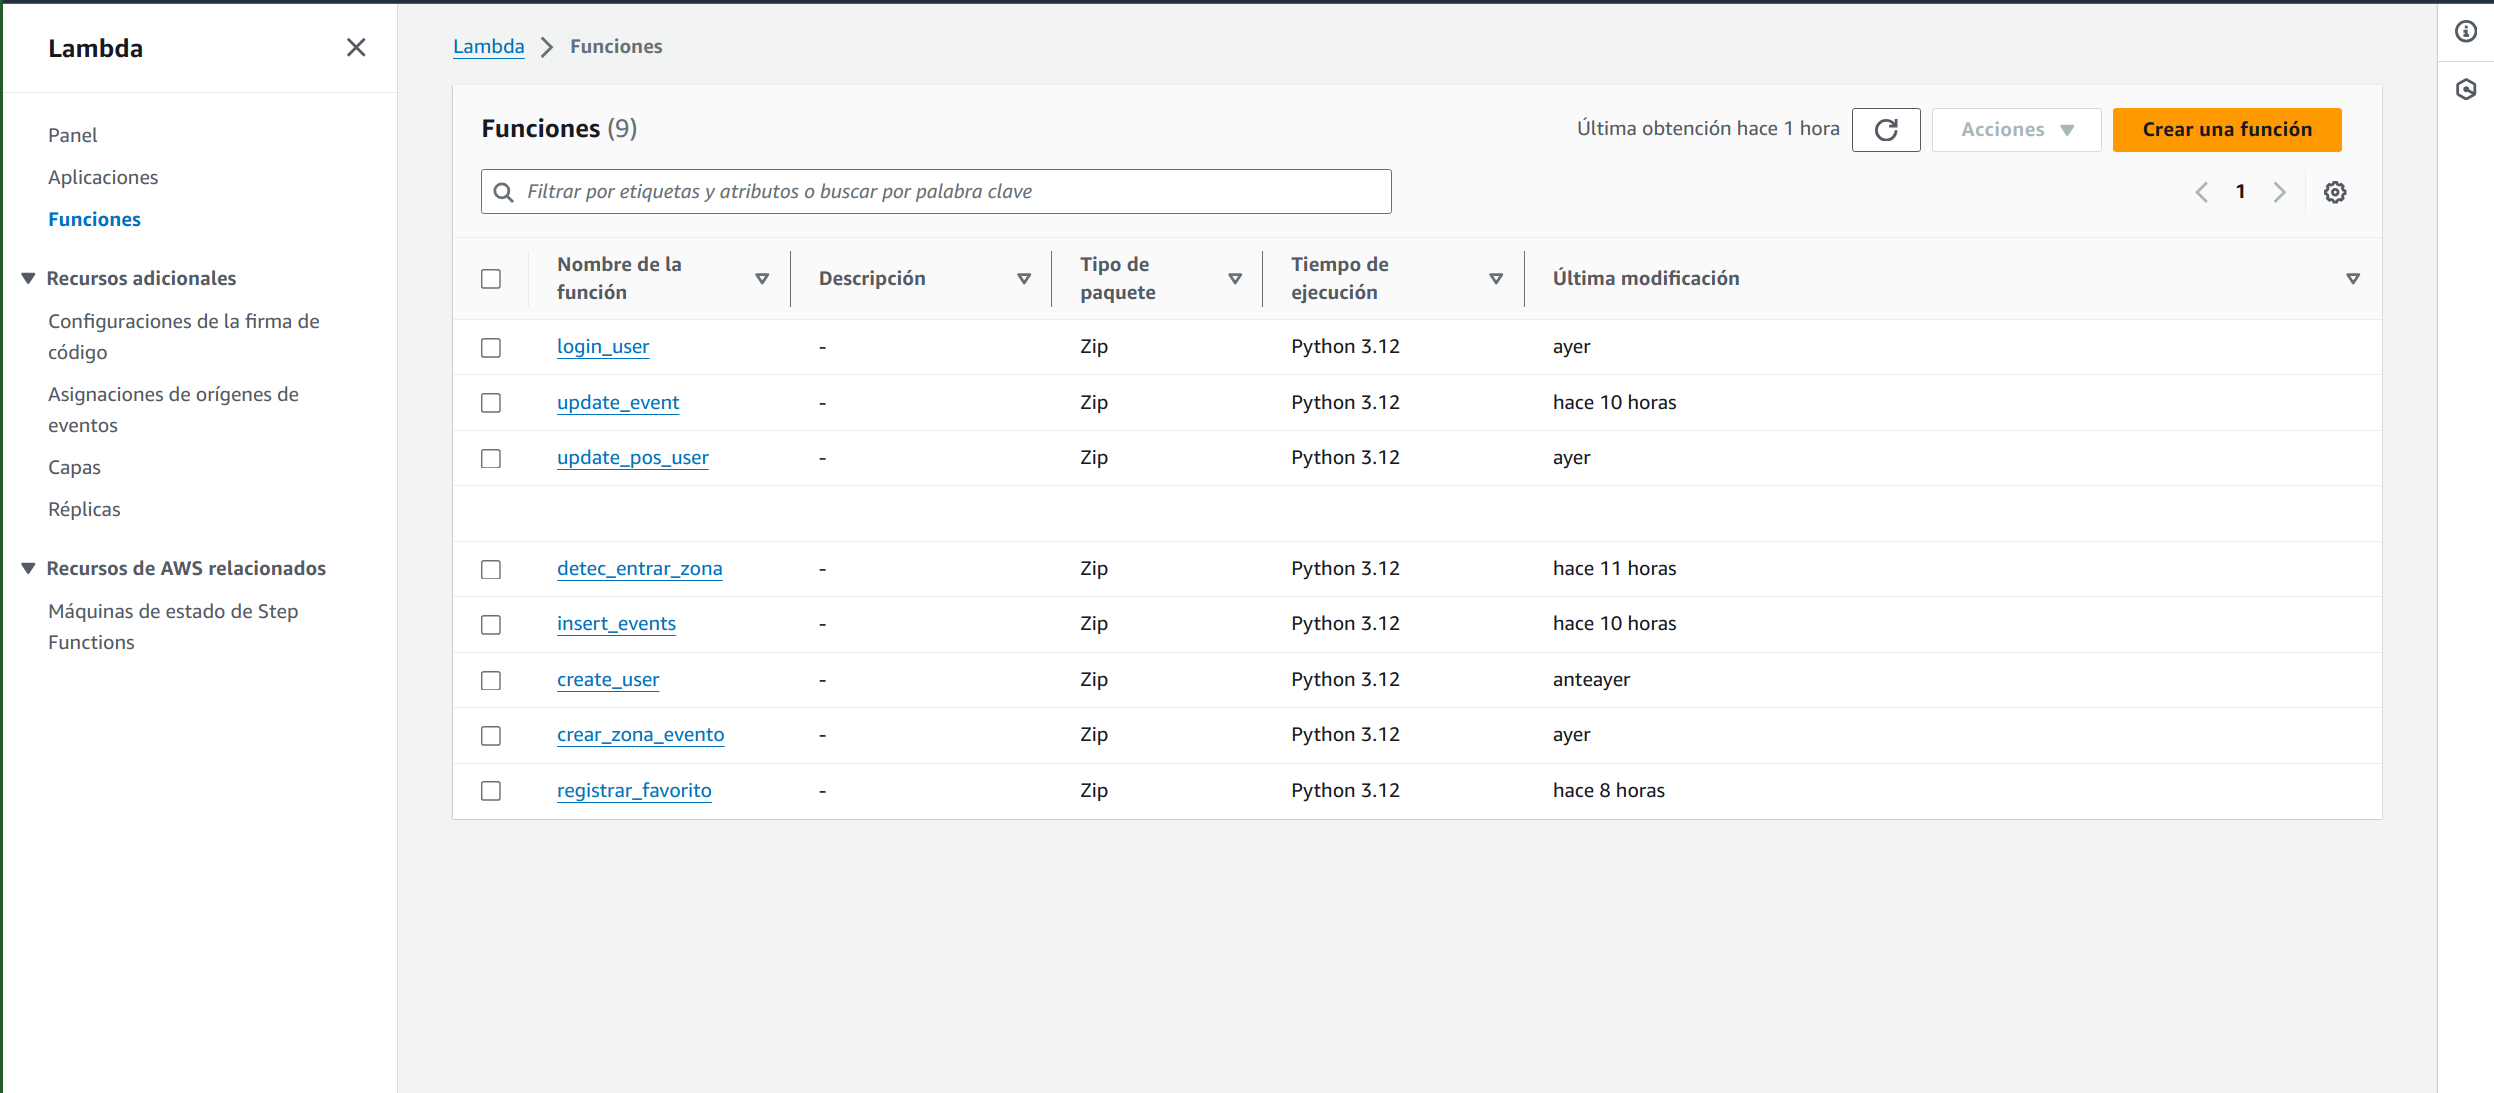 Lambda
Panel
Aplicaciones
Funciones
Recursos adicionales
Configuraciones de la firma de
código
Asignaciones de orígenes de
eventos
Capas
Réplicas
Recursos de AWS relacionados
Máquinas de estado de Step
Functions
Lambda Funciones
Funciones (9)
Última obtención hace 1 hora
Acciones
Crear una función
Filtrar por etiquetas y atributos o buscar por palabra clave
1
Nombre de la
función
Descripción
Tipo de
paquete
Tiempo de
ejecución
Última modificación
login_user - Zip Python 3.12 ayer
update_event - Zip Python 3.12 hace 10 horas
update_pos_user - Zip Python 3.12 ayer
detec_entrar_zona - Zip Python 3.12 hace 11 horas
insert_events - Zip Python 3.12 hace 10 horas
create_user - Zip Python 3.12 anteayer
crear_zona_evento - Zip Python 3.12 ayer
registrar_favorito - Zip Python 3.12 hace 8 horas